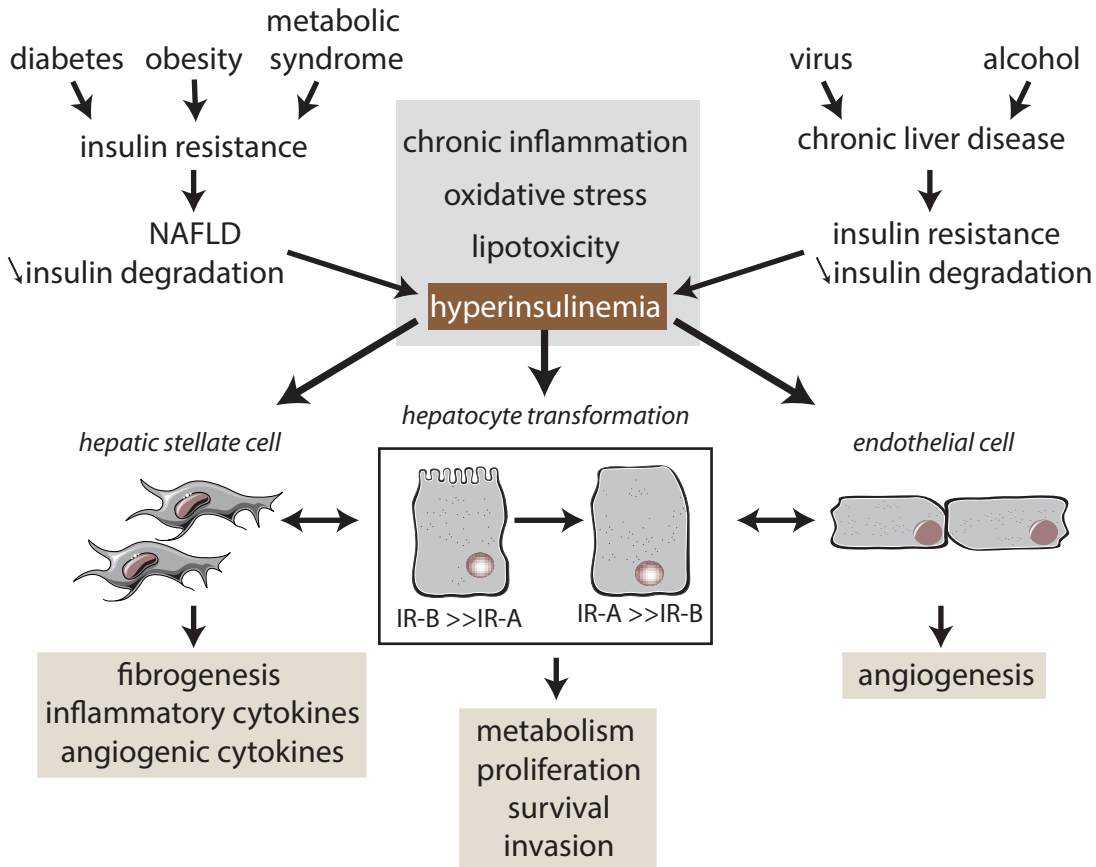 metabolic
diabetes obesity syndrome
virus alcohol
insulin resistance
chronic inflammation
chronic liver disease
oxidative stress
NAFLD
↘insulin degradation
lipotoxicity
insulin resistance
↘insulin degradation
hyperinsulinemia
hepatocyte transformation
hepatic stellate cell
endothelial cell
IR-B >>IR-A
IR-A >>IR-B
fibrogenesis
inflammatory cytokines
angiogenic cytokines
angiogenesis
metabolism
proliferation
survival
invasion